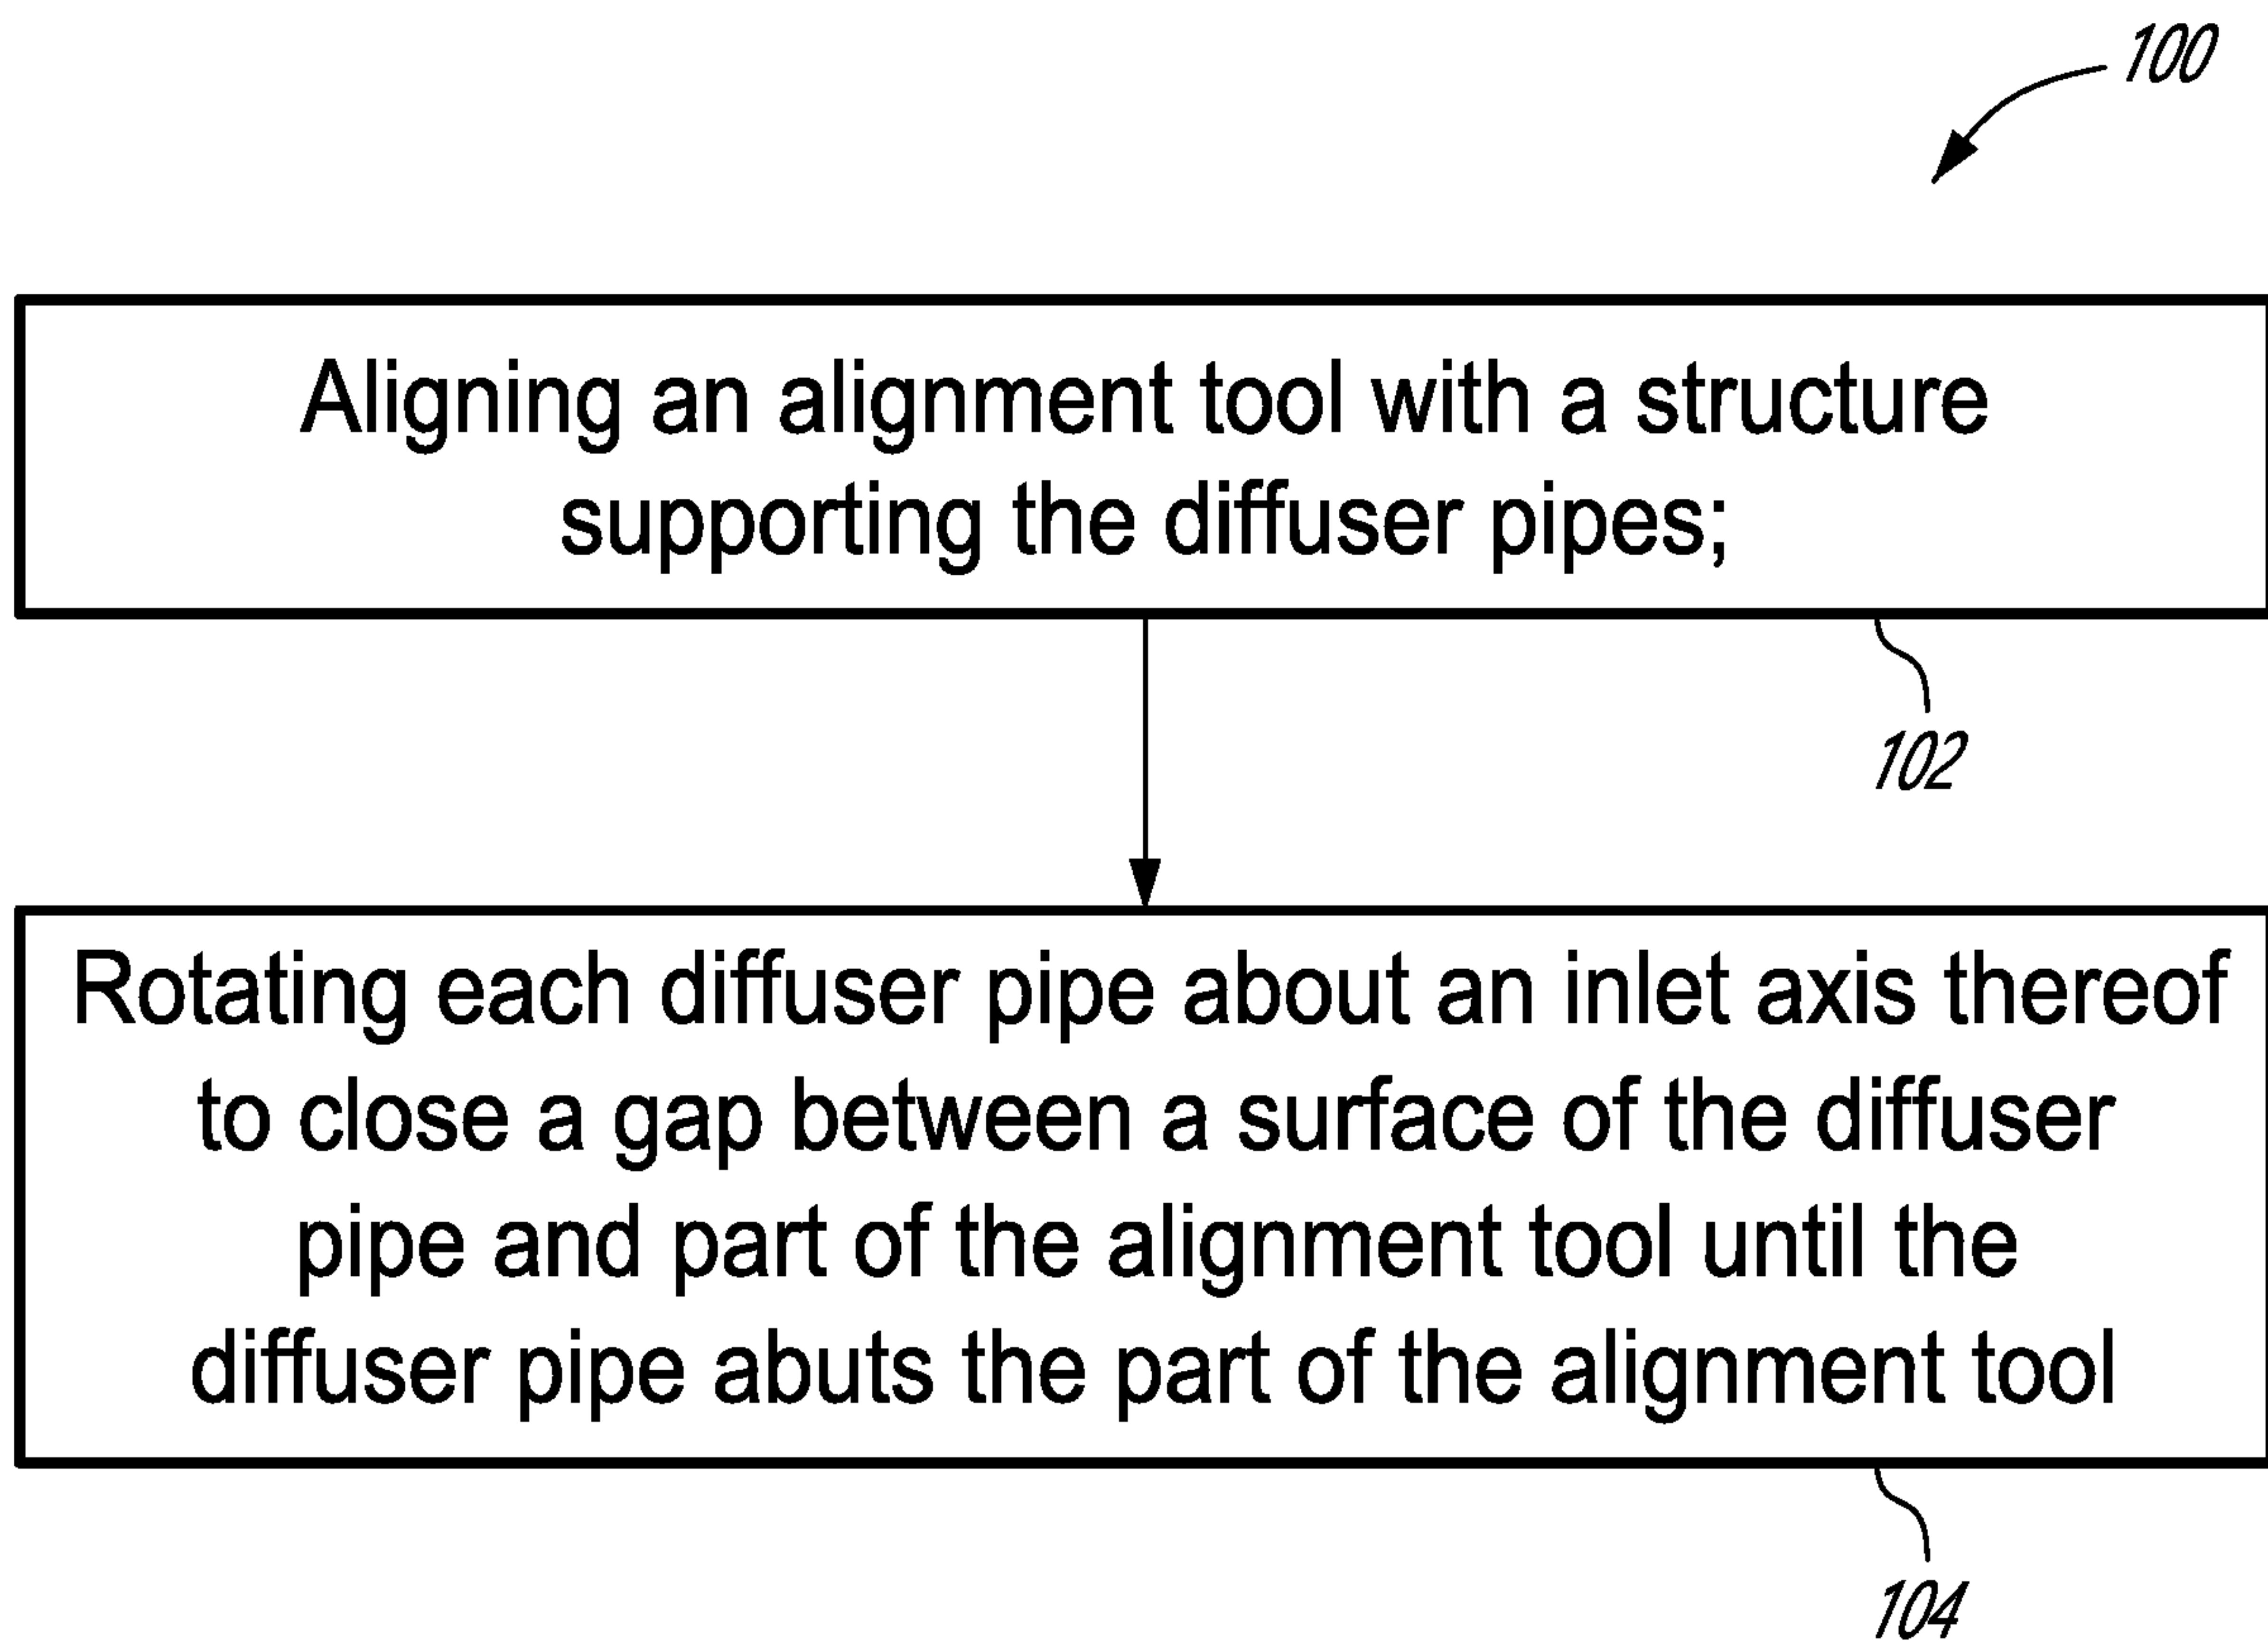 100
Aligning an alignment tool with a structure
supporting the diffuser pipes;
102
Rotating each diffuser pipe about an inlet axis thereof
to close a gap between a surface of the diffuser
pipe and part of the alignment tool until the
diffuser pipe abuts the part of the alignment tool
104